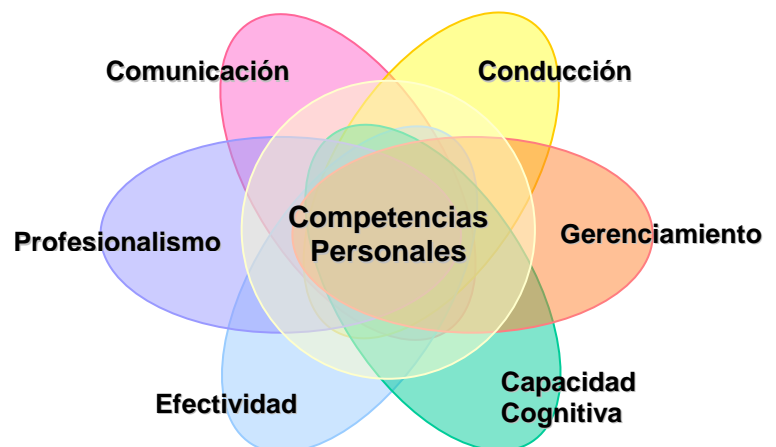 Comunicación
Conducción
Profesionalismo
Competencias
Personales
Gerenciamiento
Efectividad
Capacidad
Cognitiva